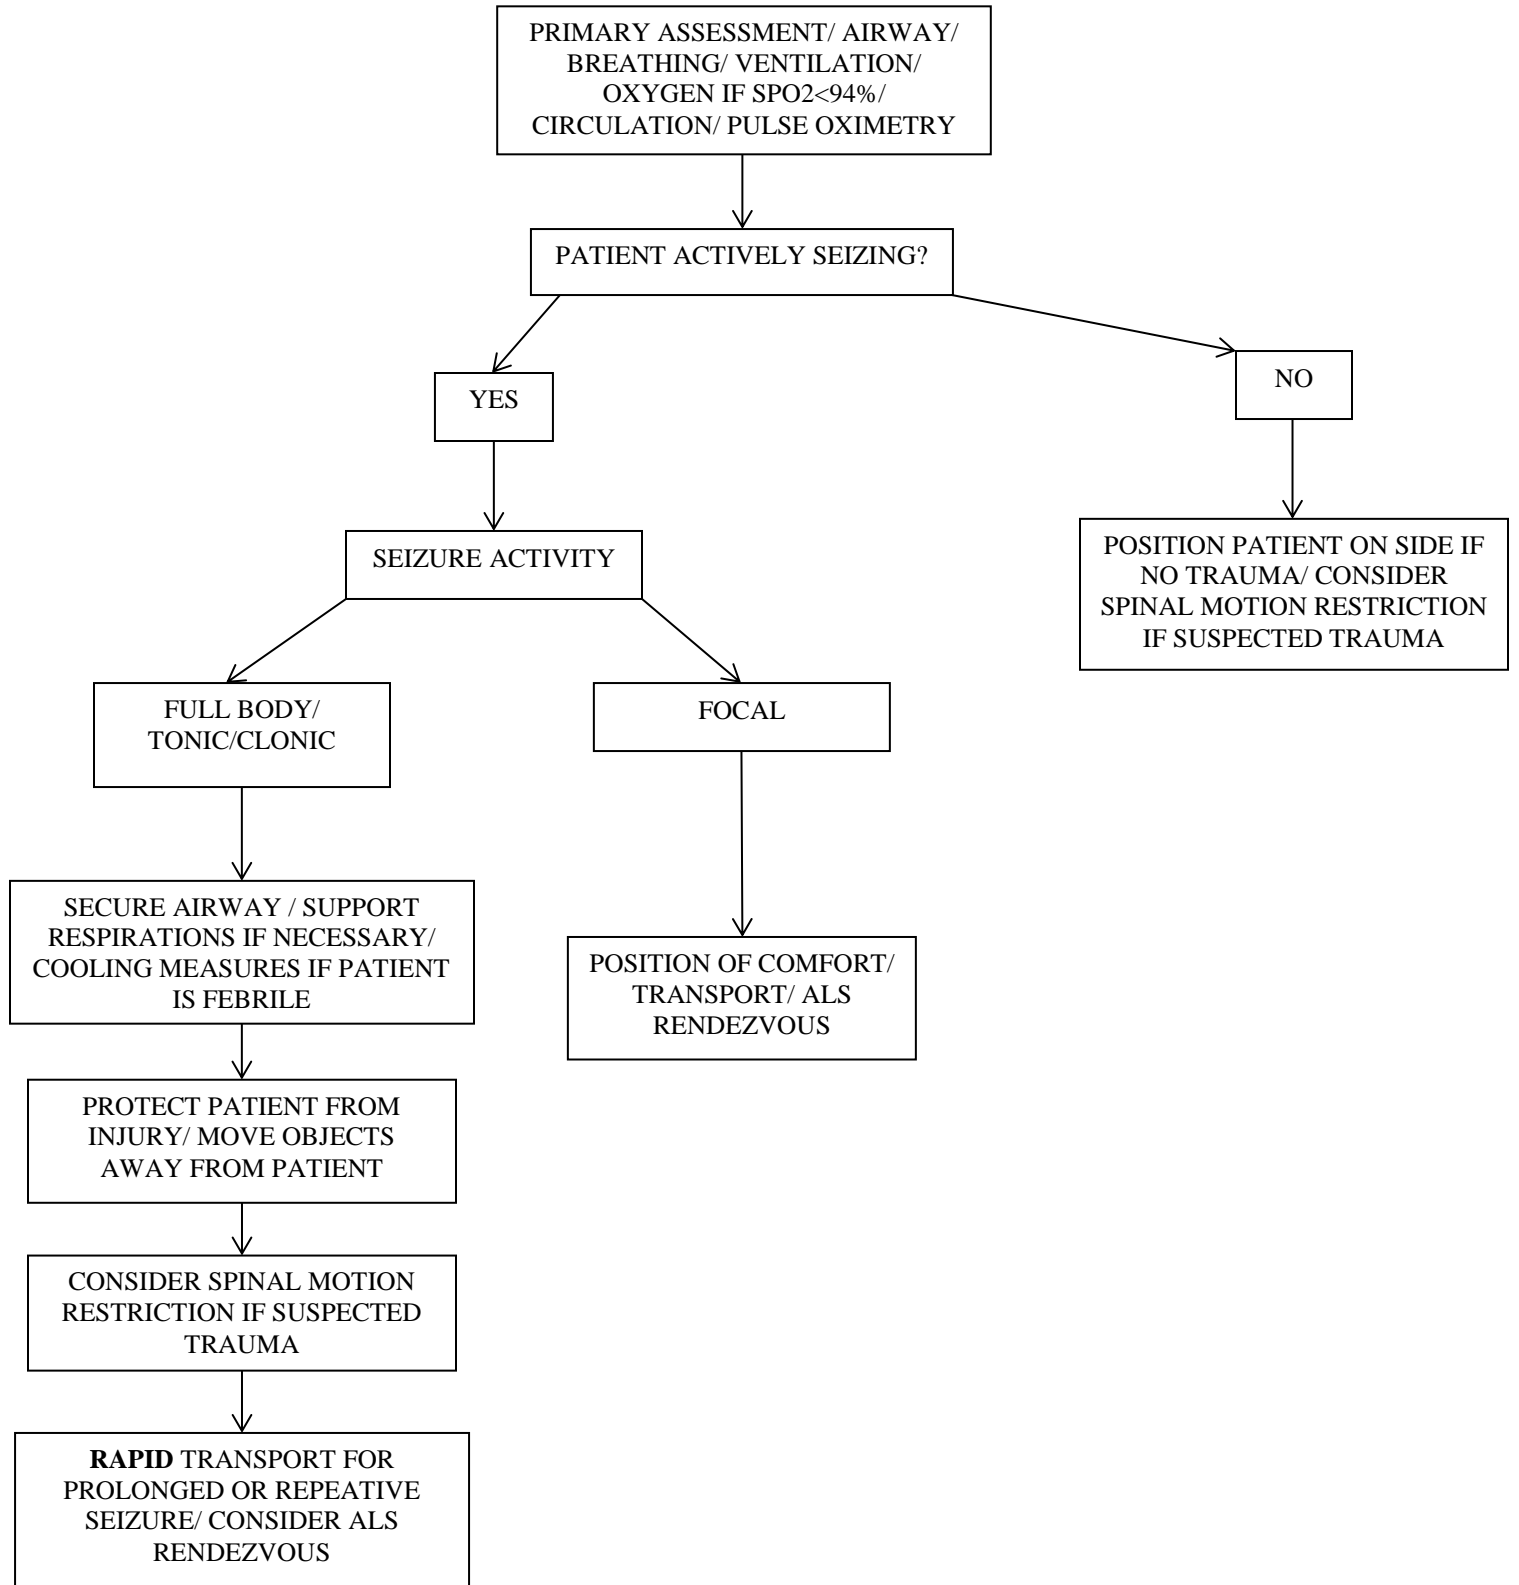 PRIMARY ASSESSMENT/ AIRWAY/
BREATHING/ VENTILATION/
OXYGEN IF SPO2<94%/
CIRCULATION/ PULSE OXIMETRY
PATIENT ACTIVELY SEIZING?
YES
NO
SEIZURE ACTIVITY
POSITION PATIENT ON SIDE IF
NO TRAUMA/ CONSIDER
SPINAL MOTION RESTRICTION
IF SUSPECTED TRAUMA
FULL BODY/
TONIC/CLONIC
FOCAL
SECURE AIRWAY / SUPPORT
RESPIRATIONS IF NECESSARY/
COOLING MEASURES IF PATIENT
IS FEBRILE
POSITION OF COMFORT/
TRANSPORT/ ALS
RENDEZVOUS
PROTECT PATIENT FROM
INJURY/ MOVE OBJECTS
AWAY FROM PATIENT
CONSIDER SPINAL MOTION
RESTRICTION IF SUSPECTED
TRAUMA
RAPID TRANSPORT FOR
PROLONGED OR REPEATIVE
SEIZURE/ CONSIDER ALS
RENDEZVOUS